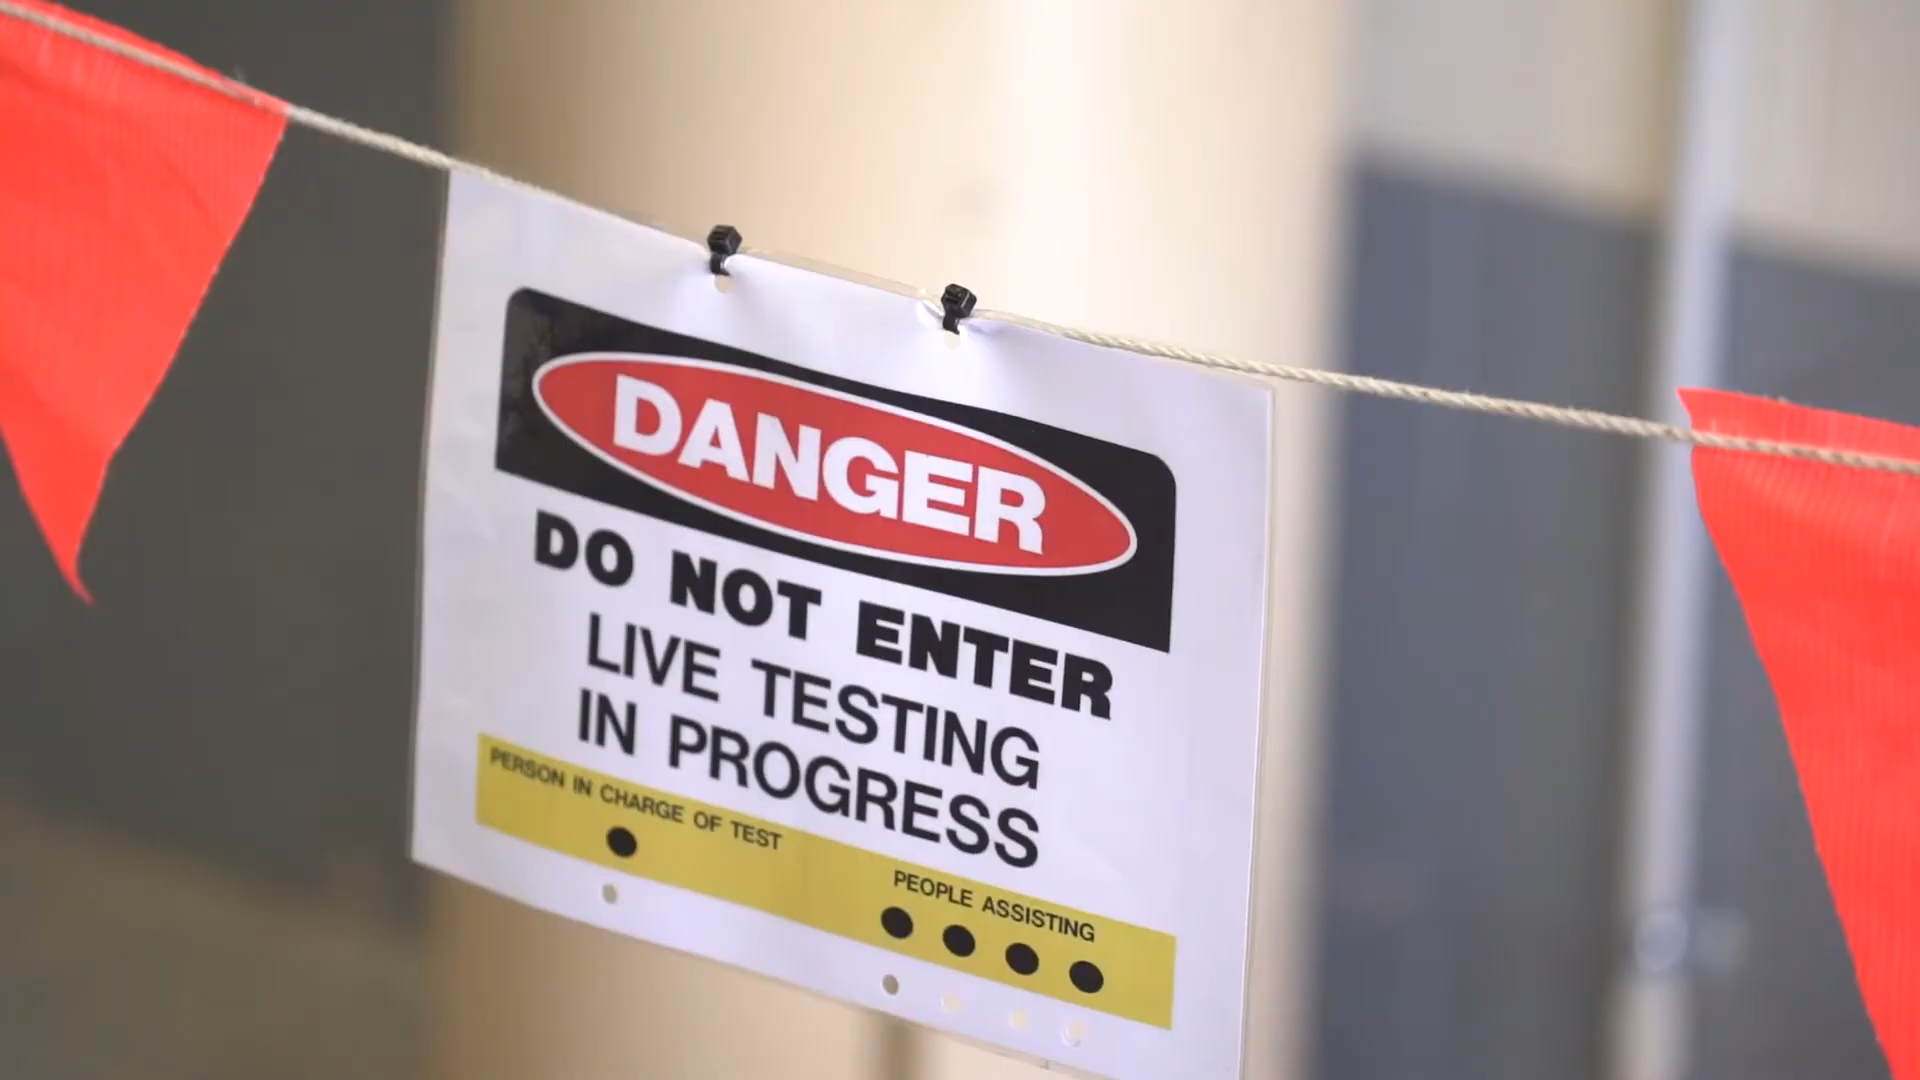 DANGER
DO NOT ENTER
LIVE TESTING
IN PROGRESS
PERSON IN CHARGE OF TEST
PEOPLE ASSISTING